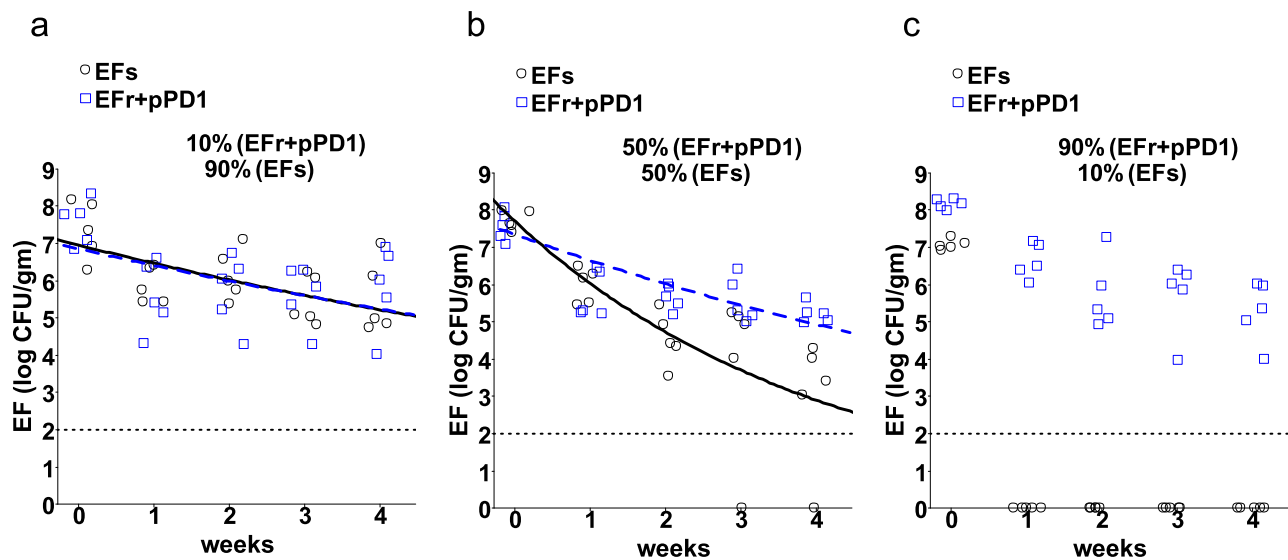 a
EFs
EFr+pPD1
10% (EFr+pPD1)
90% (EFs)
EF (log CFU/gm)
9
8
7
6
5
4
3
2
1
0
0 1 2 3 4
weeks
b
EFs
EFr+pPD1
50% (EFr+pPD1)
50% (EFs)
EF (log CFU/gm)
9
8
7
6
5
4
3
2
1
0
0 1 2 3 4
weeks
c
EFs
EFr+pPD1
90% (EFr+pPD1)
10% (EFs)
EF (log CFU/gm)
9
8
7
6
5
4
3
2
1
0
0 1 2 3 4
weeks